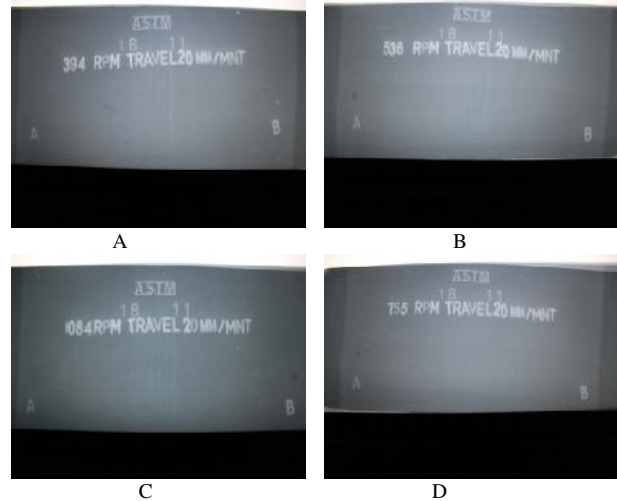 ASTM
1B 11
394 RPM TRAVEL 20 MM/MNT
A B
A
ASTM
1B 11
536 RPM TRAVEL 20 MM/MNT
A B
B
ASTM
1B 11
1084 RPM TRAVEL 20 MM/MNT
A B
C
ASTM
1B 11
755 RPM TRAVEL 20 MM/MNT
A B
D